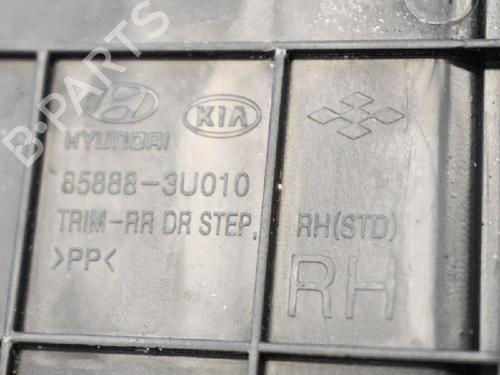 B-PARTS
HYUNDAI
KIA
85888-3U010
TRIM-RR DR STEP,
>PP<
RH(STD)
RH